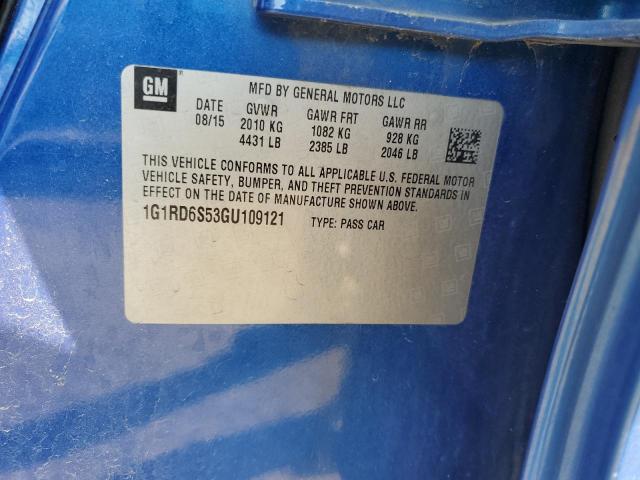 GM
MFD BY GENERAL MOTORS LLC
DATE GVWR GAWR FRT GAWR RR
08/15 2010 KG 1082 KG 928 KG
4431 LB 2385 LB 2046 LB
THIS VEHICLE CONFORMS TO ALL APPLICABLE U.S. FEDERAL MOTOR
VEHICLE SAFETY, BUMPER, AND THEFT PREVENTION STANDARDS IN
EFFECT ON THE DATE OF MANUFACTURE SHOWN ABOVE.
1G1RD6S53GU109121 TYPE: PASS CAR